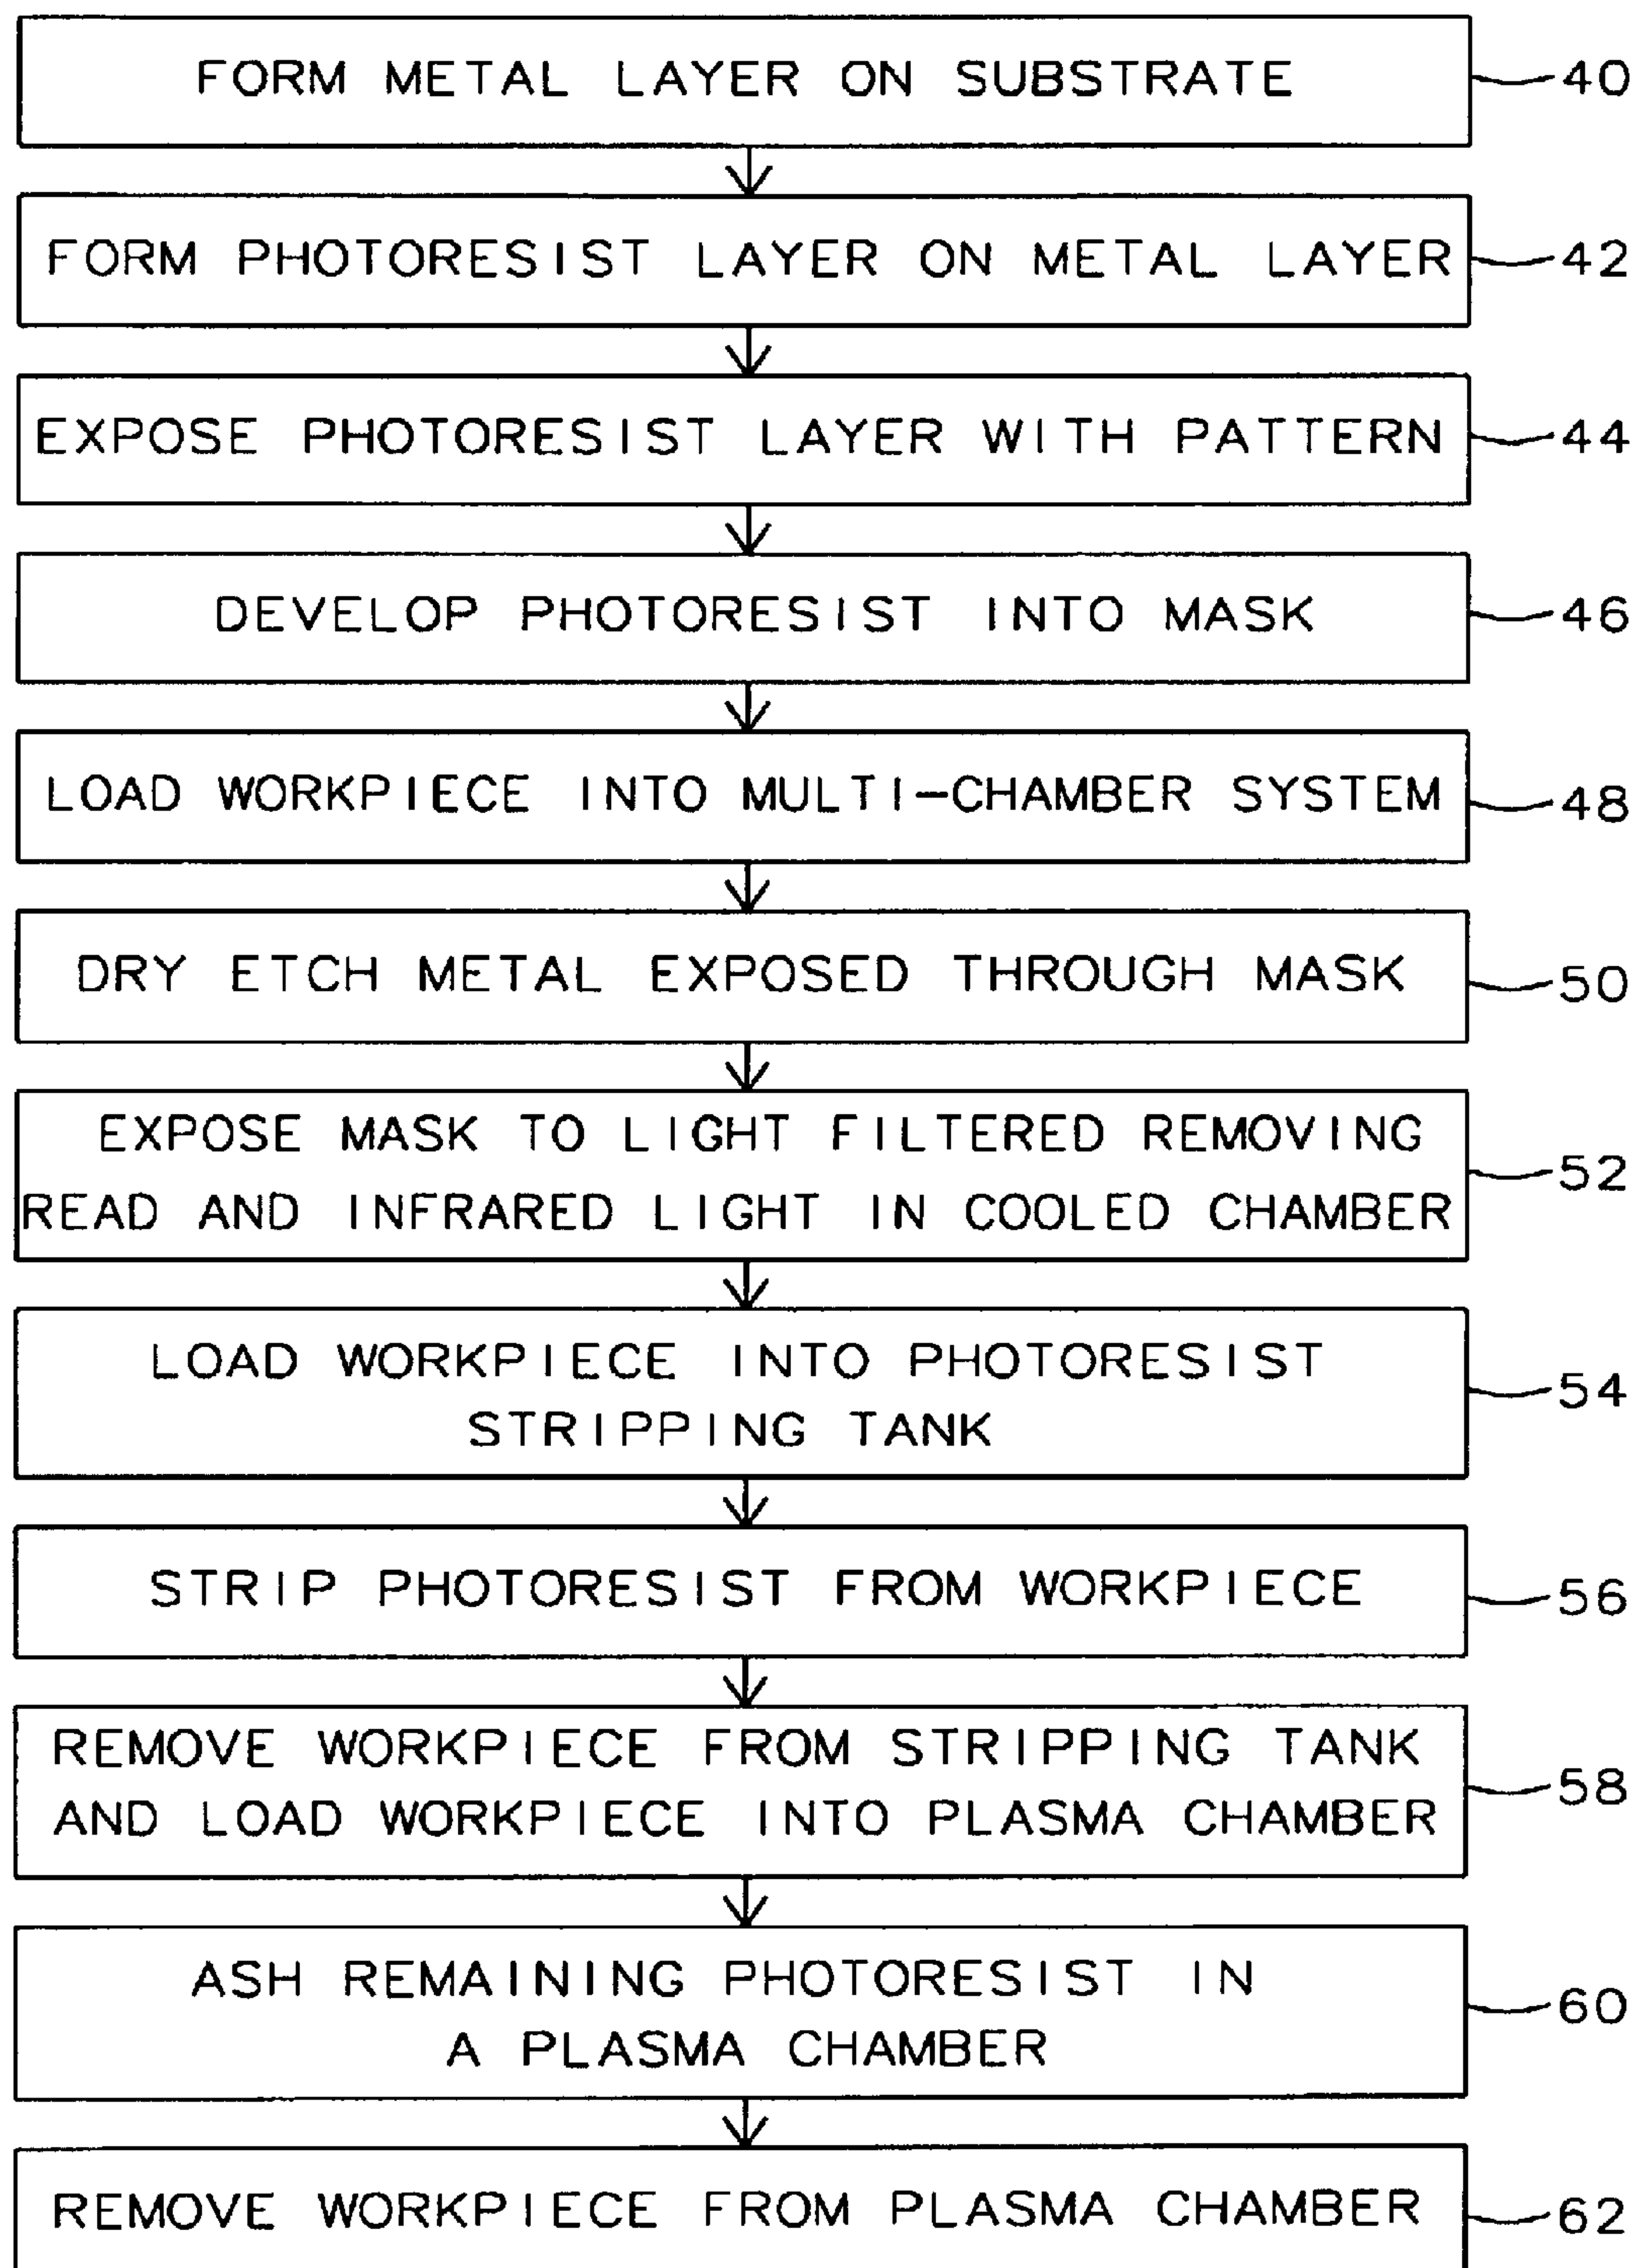 FORM METAL LAYER ON SUBSTRATE
40
FORM PHOTORESIST LAYER ON METAL LAYER
42
EXPOSE PHOTORESIST LAYER WITH PATTERN
44
DEVELOP PHOTORESIST INTO MASK
46
LOAD WORKPIECE INTO MULTI-CHAMBER SYSTEM
48
DRY ETCH METAL EXPOSED THROUGH MASK
50
EXPOSE MASK TO LIGHT FILTERED REMOVING
READ AND INFRARED LIGHT IN COOLED CHAMBER
52
LOAD WORKPIECE INTO PHOTORESIST
STRIPPING TANK
54
STRIP PHOTORESIST FROM WORKPIECE
56
REMOVE WORKPIECE FROM STRIPPING TANK
AND LOAD WORKPIECE INTO PLASMA CHAMBER
58
ASH REMAINING PHOTORESIST IN
A PLASMA CHAMBER
60
REMOVE WORKPIECE FROM PLASMA CHAMBER
62